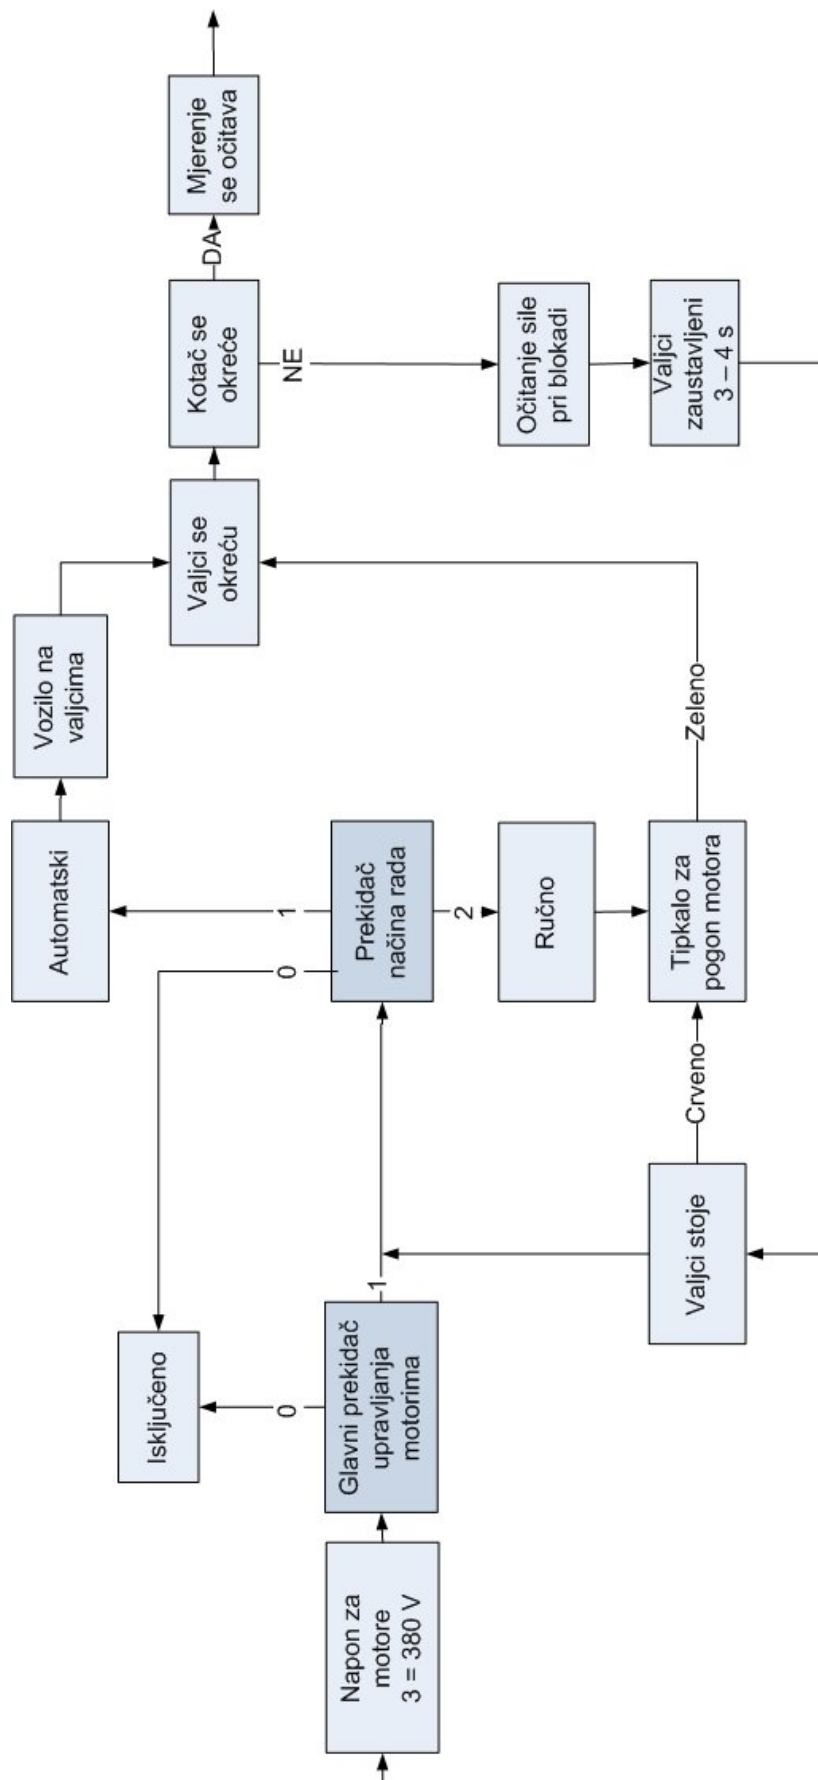 Napon za
motore
3 = 380 V
Glavni prekidač
upravljanja
motorima
0
1
Isključeno
Valjci stoje
Crveno
0
1
Prekidač
načina rada
2
Automatski
Ručno
Tipkalo za
pogon motora
Zeleno
Vozilo na
valjcima
Valjci se
okreću
Kotač se
okreće
DA
NE
Mjerenje
se očitava
Očitanje sile
pri blokadi
Valjci
zaustavljeni
3 – 4 s